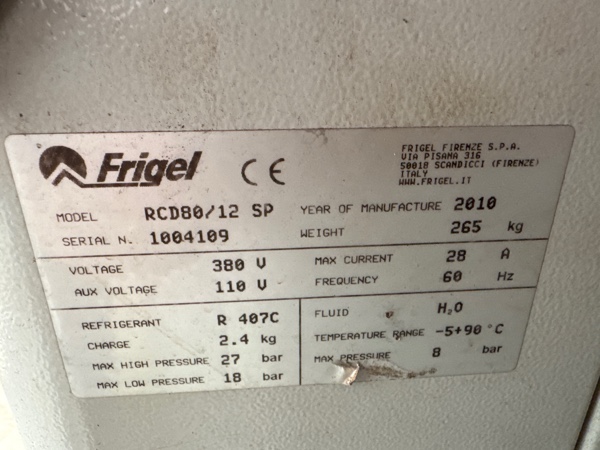 Frigel CE
FRIGEL FIRENZE S.P.A.
VIA PISANA 316
50018 SCANDICCI (FIRENZE)
ITALY
WWW.FRIGEL.IT
MODEL RCD80/12 SP YEAR OF MANUFACTURE 2010
SERIAL N. 1004109 WEIGHT 265 kg
VOLTAGE 380 V MAX CURRENT 28 A
AUX VOLTAGE 110 V FREQUENCY 60 Hz
REFRIGERANT R 407C FLUID H₂O
CHARGE 2.4 kg TEMPERATURE RANGE -5+90 °C
MAX HIGH PRESSURE 27 bar MAX PRESSURE 8 bar
MAX LOW PRESSURE 18 bar